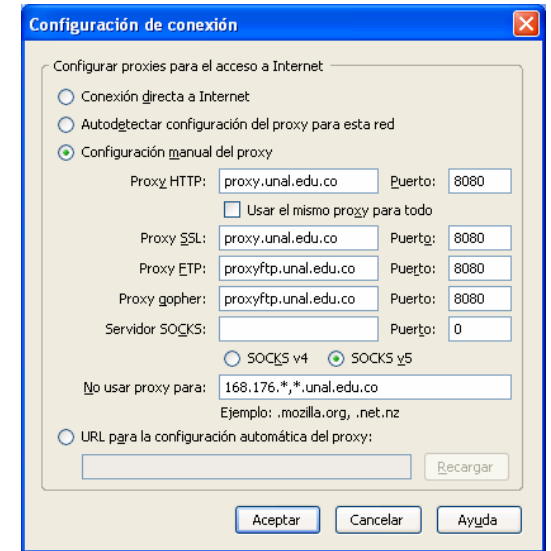 Configuración de conexión
Configurar proxies para el acceso a Internet
Conexión directa a Internet
Autodetectar configuración del proxy para esta red
Configuración manual del proxy
Proxy HTTP: proxy.unal.edu.co Puerto: 8080
Usar el mismo proxy para todo
Proxy SSL: proxy.unal.edu.co Puerto: 8080
Proxy FTP: proxyftp.unal.edu.co Puerto: 8080
Proxy gopher: proxyftp.unal.edu.co Puerto: 8080
Servidor SOCKS: Puerto: 0
SOCKS v4 SOCKS v5
No usar proxy para: 168.176.*,*.unal.edu.co
Ejemplo: .mozilla.org, .net.nz
URL para la configuración automática del proxy:
Recargar
Aceptar Cancelar Ayuda